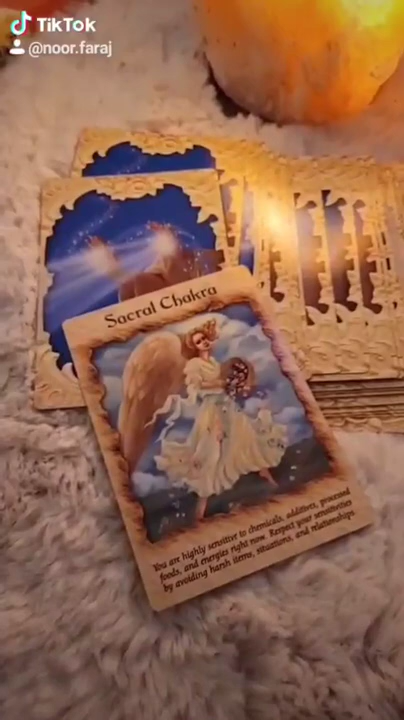 TikTok
@noor.faraj
Sacral Chakra
You are highly sensitive to chemicals, additives, processed
foods, and energies right now. Respect your sensitivities
by avoiding harsh items, situations, and relationships.